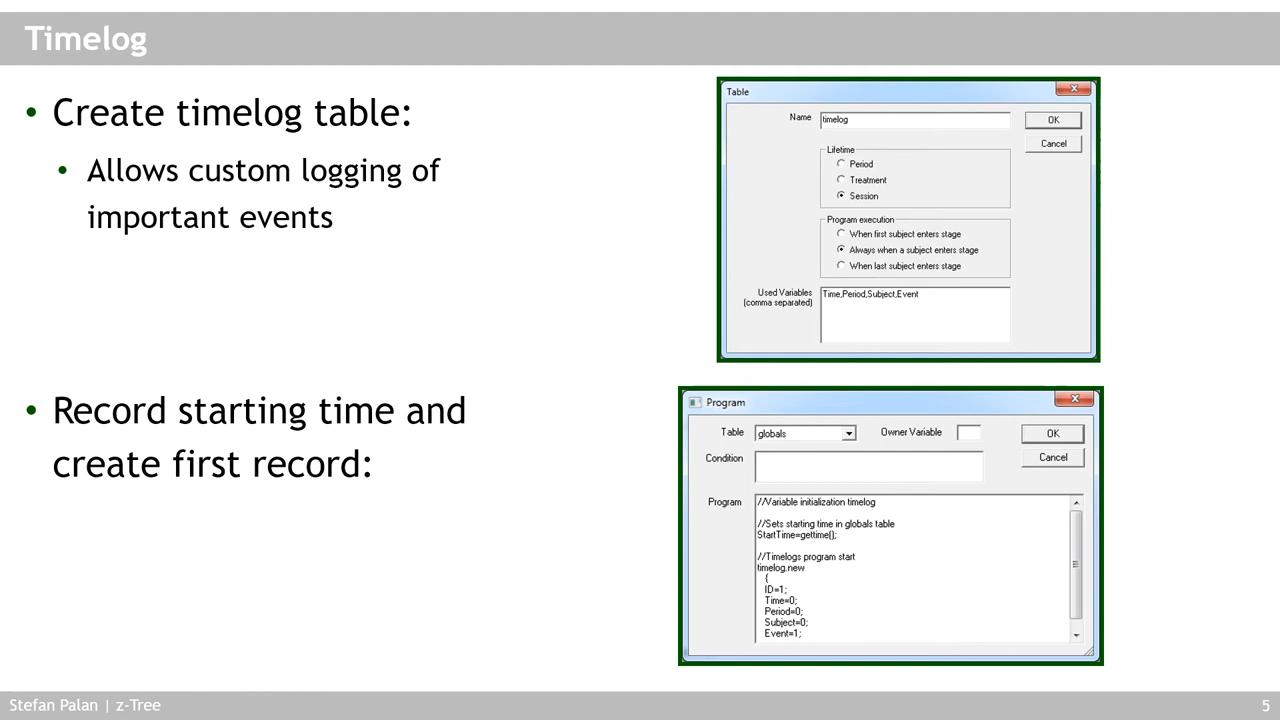 Timelog
• Create timelog table:
• Allows custom logging of
important events
Table
Name timelog
OK
Cancel
Lifetime
Period
Treatment
Session
Program execution
When first subject enters stage
Always when a subject enters stage
When last subject enters stage
Used Variables
(comma separated)
Time,Period,Subject,Event
• Record starting time and
create first record:
Program
Table globals Owner Variable OK
Condition Cancel
Program
//Variable initialization timelog
//Sets starting time in globals table
StartTime=gettime();
//Timelogs program start
timelog.new
{
ID=1;
Time=0;
Period=0;
Subject=0;
Event=1;
Stefan Palan | z-Tree 5